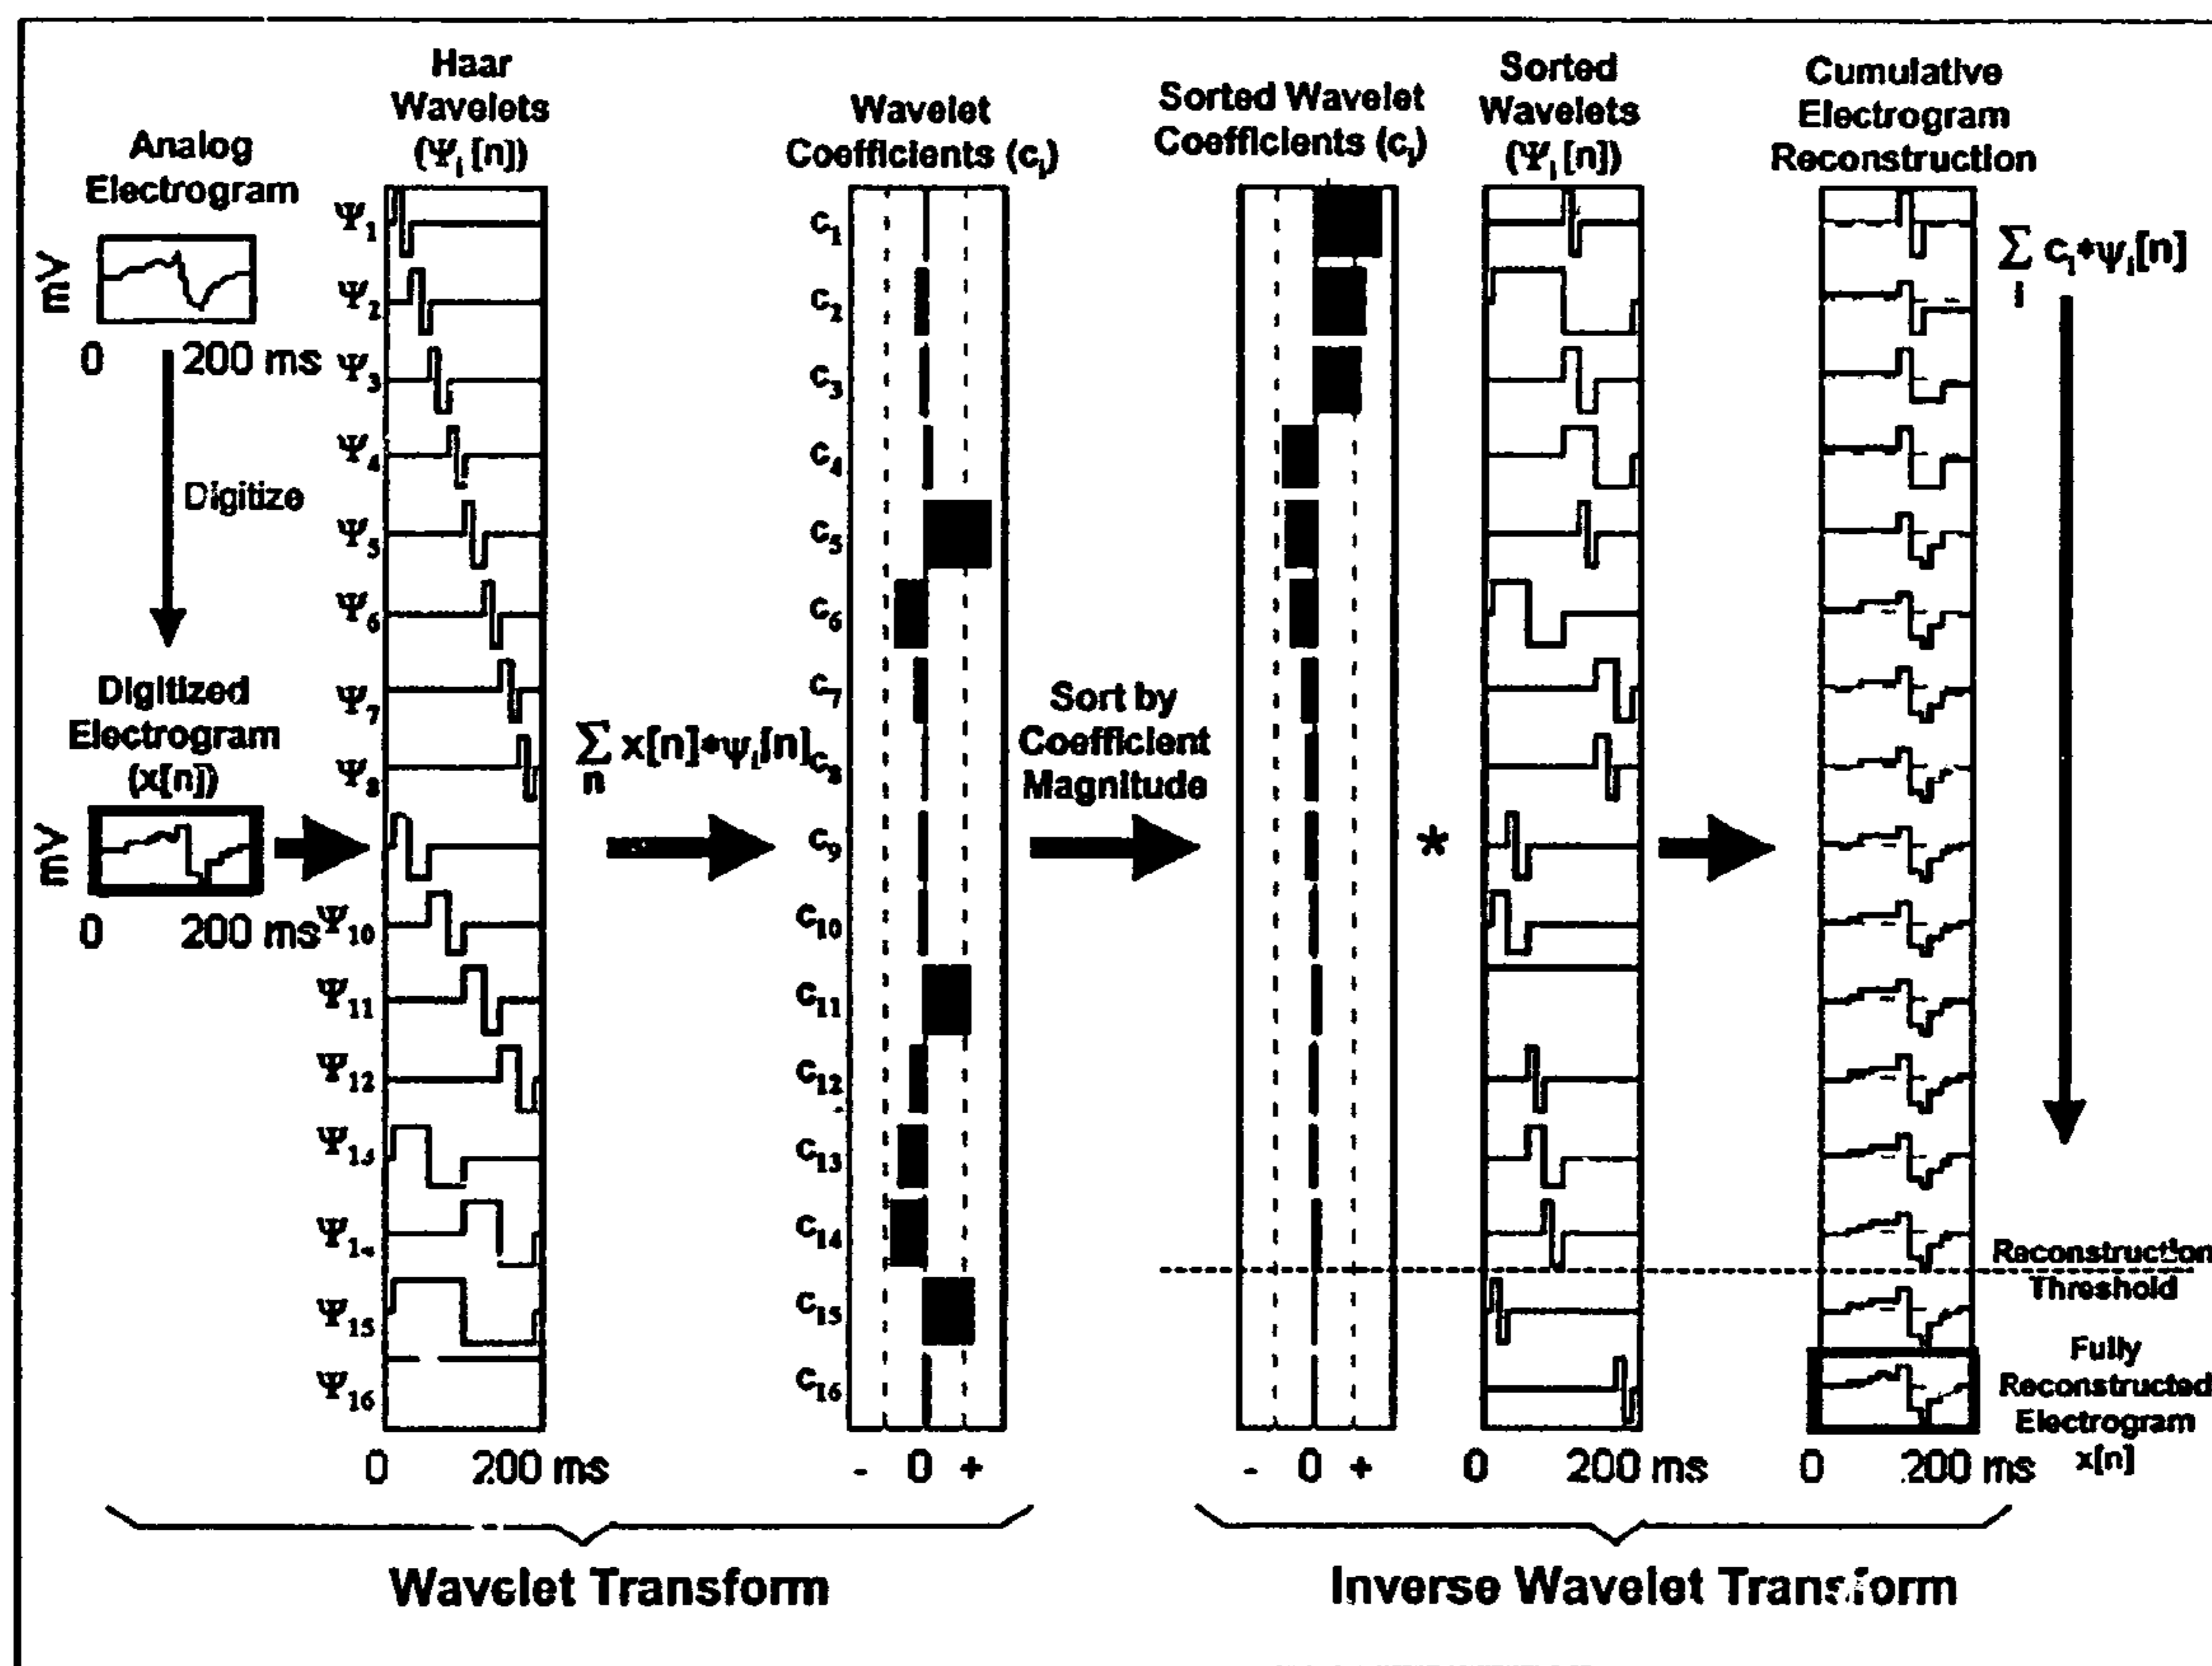 Analog
Electrogram
mV
0 200 ms
Digitize
Digitized
Electrogram
(x[n])
mV
0 200 ms
Haar
Wavelets
(Ψi [n])
Ψ1
Ψ2
Ψ3
Ψ4
Ψ5
Ψ6
Ψ7
Ψ8
Ψ10
Ψ11
Ψ12
Ψ13
Ψ14
Ψ15
Ψ16
0 200 ms
∑ x[n]*ψi[n]
n
Wavelet
Coefficients (ci)
c1
c2
c3
c4
c5
c6
c7
c8
c9
c10
c11
c12
c13
c14
c15
c16
- 0 +
Wavelet Transform
Sort by
Coefficient
Magnitude
Sorted Wavelet
Coefficients (ci)
- 0 +
*
Sorted
Wavelets
(Ψi [n])
0 200 ms
Cumulative
Electrogram
Reconstruction
∑ ci*ψi[n]
i
Reconstruction
Threshold
Fully
Reconstructed
Electrogram
x[n]
0 200 ms
Inverse Wavelet Transform